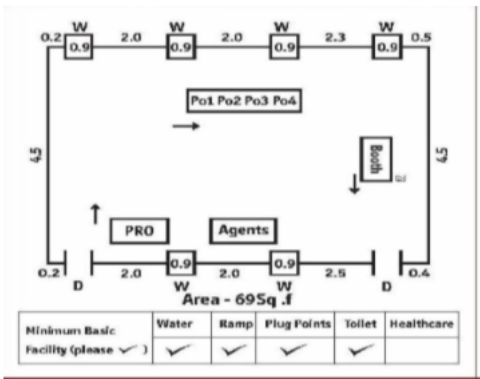 W W W W
0.2 0.9 2.0 0.9 2.0 0.9 2.3 0.9 0.5
Po1 Po2 Po3 Po4
4.5 4.5
Booth
PRO Agents
0.2 2.0 0.9 2.0 0.9 2.5 0.4
D W W D
Area - 69Sq .f
Minimum Basic Facility (please ✓ ) Water Ramp Plug Points Toilet Healthcare
✓ ✓ ✓ ✓